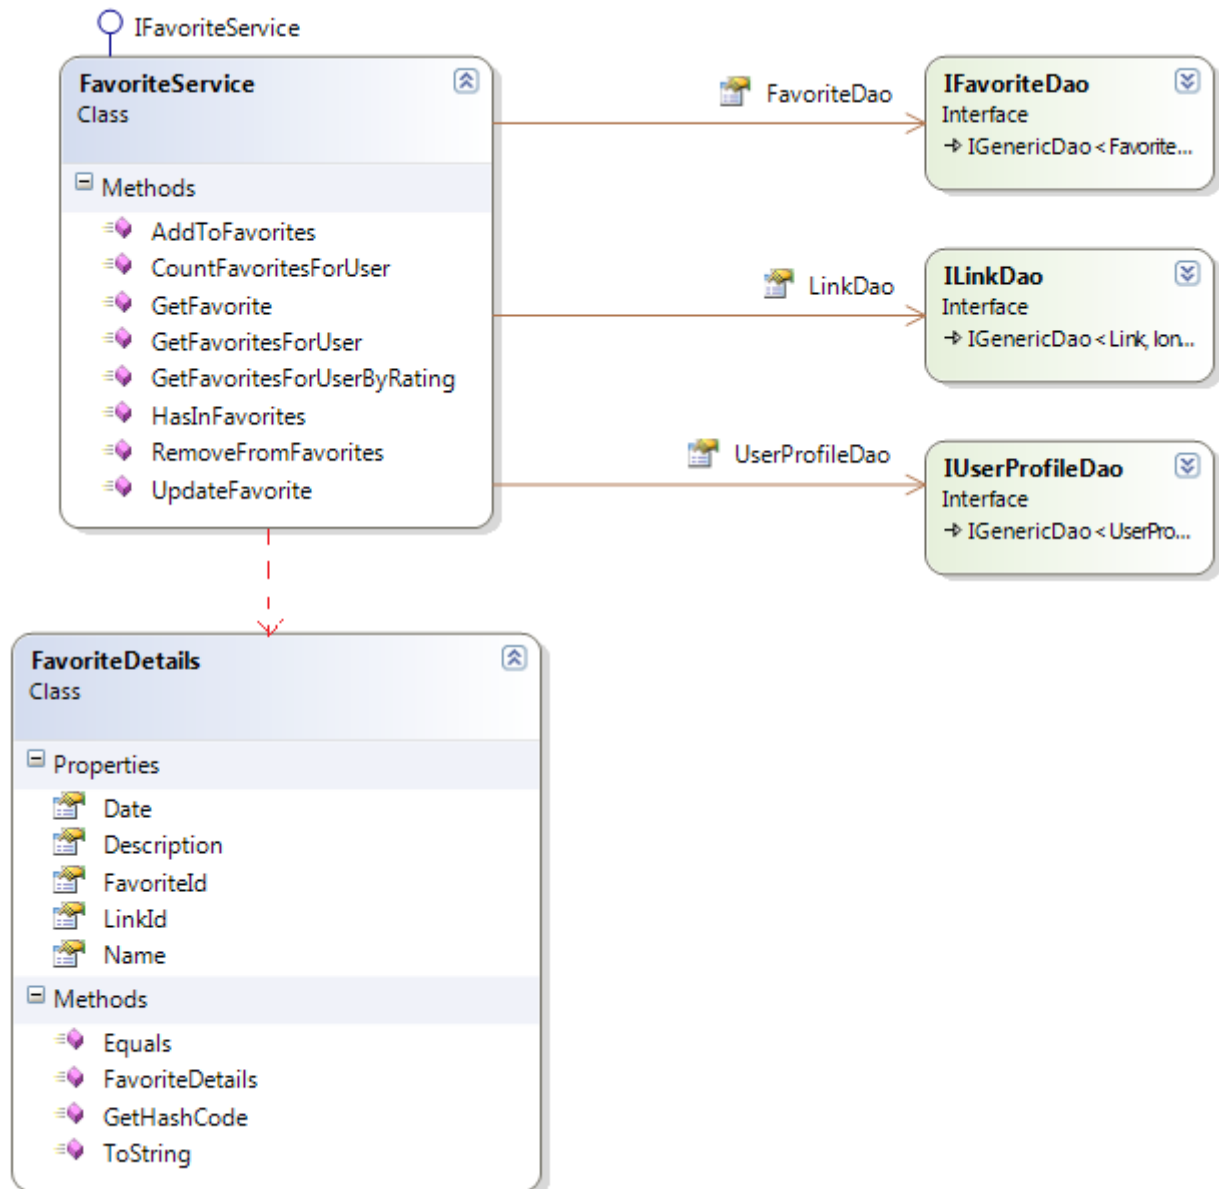 IFavoriteService
FavoriteService
Class
Methods
AddToFavorites
CountFavoritesForUser
GetFavorite
GetFavoritesForUser
GetFavoritesForUserByRating
HasInFavorites
RemoveFromFavorites
UpdateFavorite
FavoriteDao
IFavoriteDao
Interface
IGenericDao<Favorite...
LinkDao
ILinkDao
Interface
IGenericDao<Link, lon...
UserProfileDao
IUserProfileDao
Interface
IGenericDao<UserPro...
FavoriteDetails
Class
Properties
Date
Description
FavoriteId
LinkId
Name
Methods
Equals
FavoriteDetails
GetHashCode
ToString